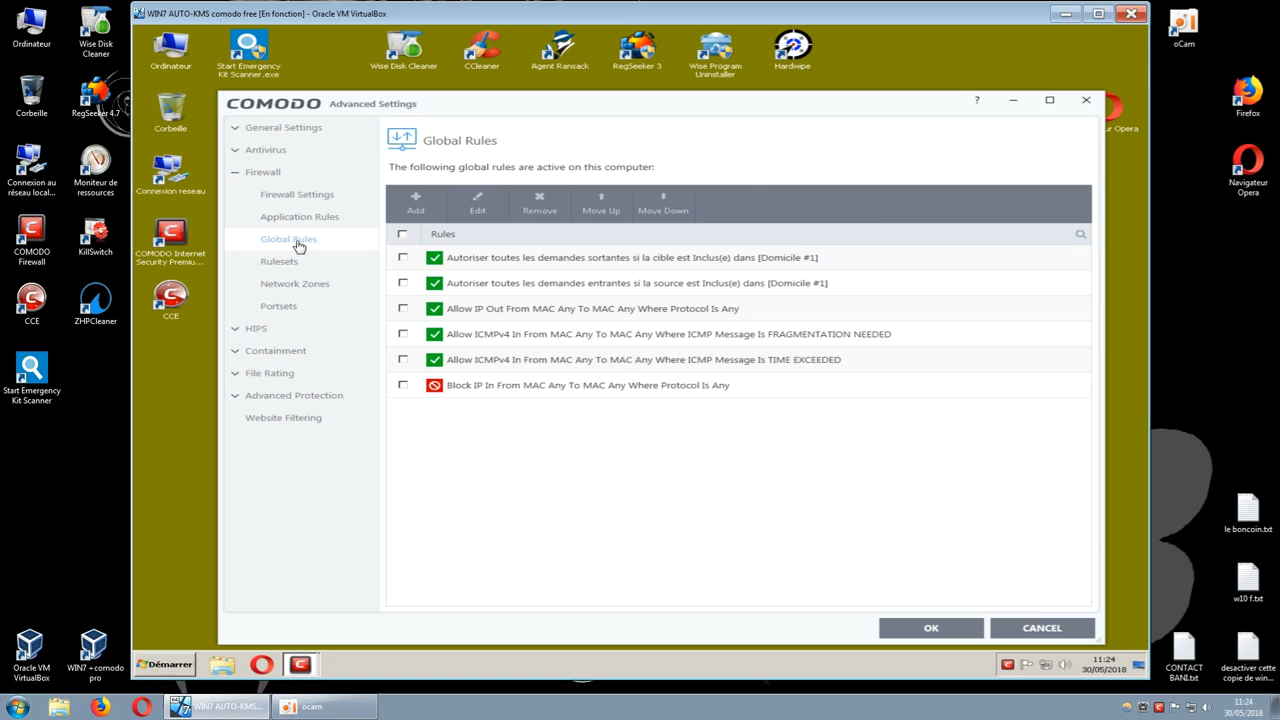 WIN7 AUTO-KMS comodo free [En fonction] - Oracle VM VirtualBox
Ordinateur
Wise Disk Cleaner
Corbeille
RegSeeker 4.7
Connexion au réseau local...
Moniteur de ressources
COMODO Firewall
KillSwitch
CCE
ZHPCleaner
Start Emergency Kit Scanner
Oracle VM VirtualBox
WIN7 +comodo pro
Ordinateur
Start Emergency Kit Scanner.exe
Wise Disk Cleaner
CCleaner
Agent Ransack
RegSeeker 3
Wise Program Uninstaller
Hardwipe
Corbeille
Connexion reseau
COMODO Internet Security Premiu...
CCE
ur Opera
COMODO Advanced Settings
?
General Settings
Antivirus
Firewall
Firewall Settings
Application Rules
Global Rules
Rulesets
Network Zones
Portsets
HIPS
Containment
File Rating
Advanced Protection
Website Filtering
Global Rules
The following global rules are active on this computer:
Add
Edit
Remove
Move Up
Move Down
Rules
Autoriser toutes les demandes sortantes si la cible est Inclus(e) dans [Domicile #1]
Autoriser toutes les demandes entrantes si la source est Inclus(e) dans [Domicile #1]
Allow IP Out From MAC Any To MAC Any Where Protocol Is Any
Allow ICMPv4 In From MAC Any To MAC Any Where ICMP Message Is FRAGMENTATION NEEDED
Allow ICMPv4 In From MAC Any To MAC Any Where ICMP Message Is TIME EXCEEDED
Block IP In From MAC Any To MAC Any Where Protocol Is Any
OK
CANCEL
Démarrer
11:24
30/05/2018
oCam
Firefox
Navigateur Opera
le boncoin.txt
w10 f.txt
CONTACT BANI.txt
desactiver cette copie de win...
WIN7 AUTO-KMS...
ocam
11:24
30/05/2018